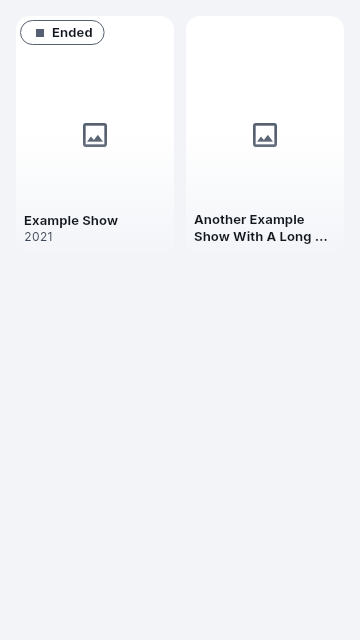 Ended
Example Show
2021
Another Example
Show With A Long ...